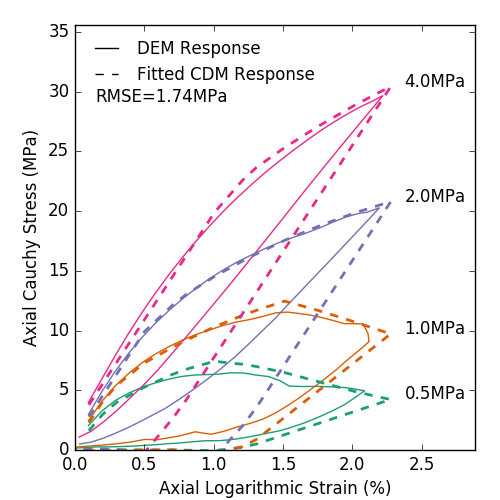 DEM Response
Fitted CDM Response
RMSE=1.74MPa
4.0MPa
2.0MPa
1.0MPa
0.5MPa
Axial Cauchy Stress (MPa)
35
30
25
20
15
10
5
0
0.0 0.5 1.0 1.5 2.0 2.5
Axial Logarithmic Strain (%)